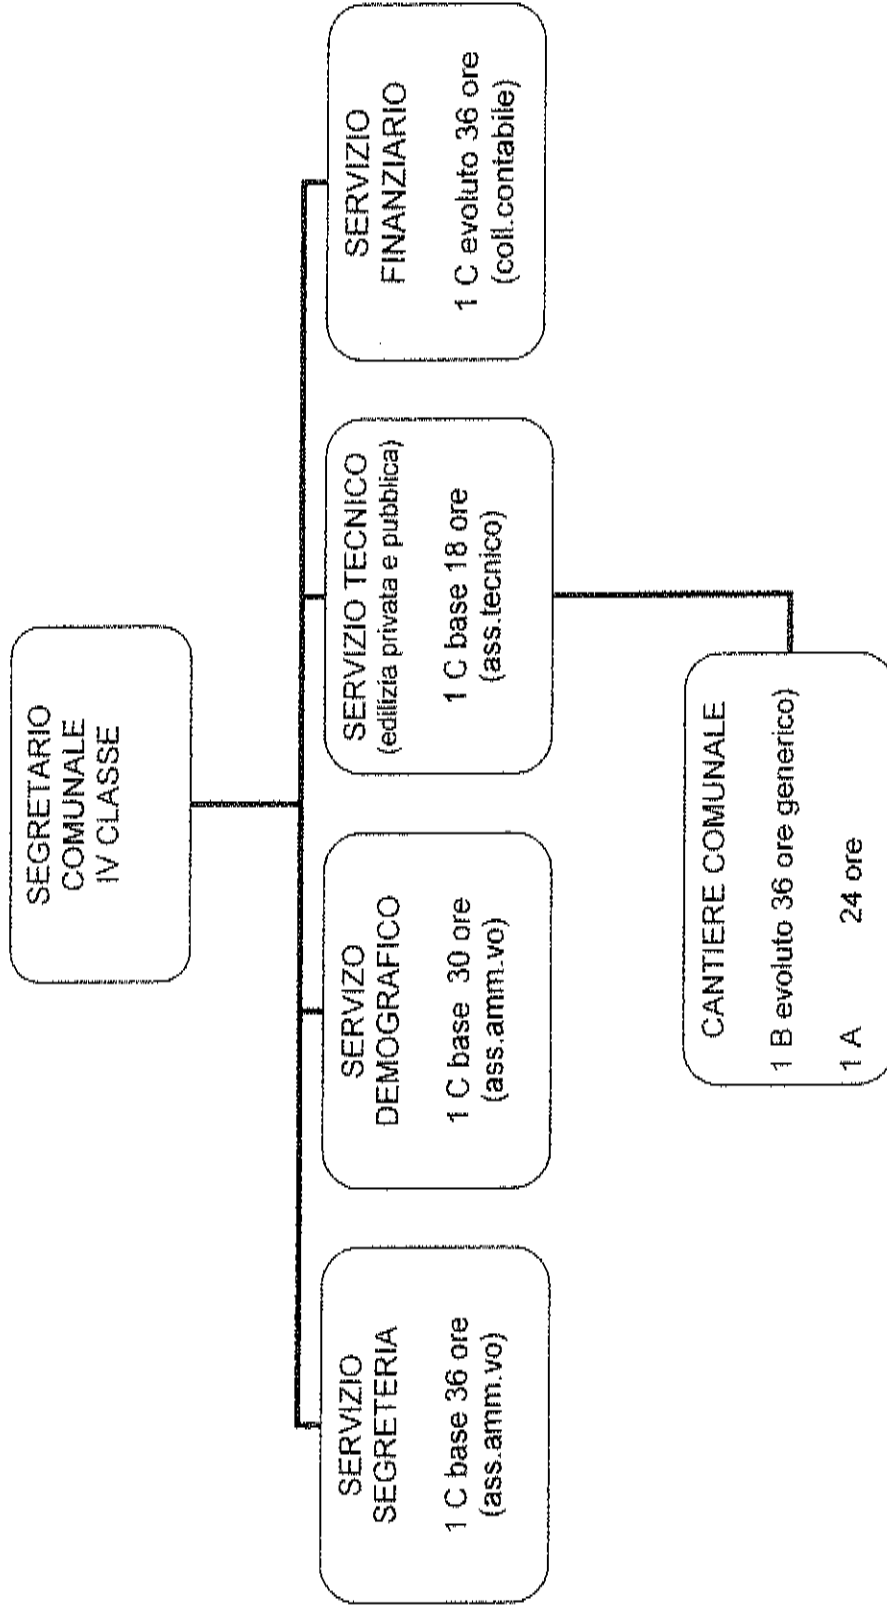 SEGRETARIO
COMUNALE
IV CLASSE
SERVIZIO
SEGRETERIA
1 C base 36 ore
(ass.amm.vo)
SERVIZO
DEMOGRAFICO
1 C base 30 ore
(ass.amm.vo)
SERVIZIO TECNICO
(edilizia privata e pubblica)
1 C base 18 ore
(ass.tecnico)
SERVIZIO
FINANZIARIO
1 C evoluto 36 ore
(coll.contabile)
CANTIERE COMUNALE
1 B evoluto 36 ore generico)
1 A 24 ore